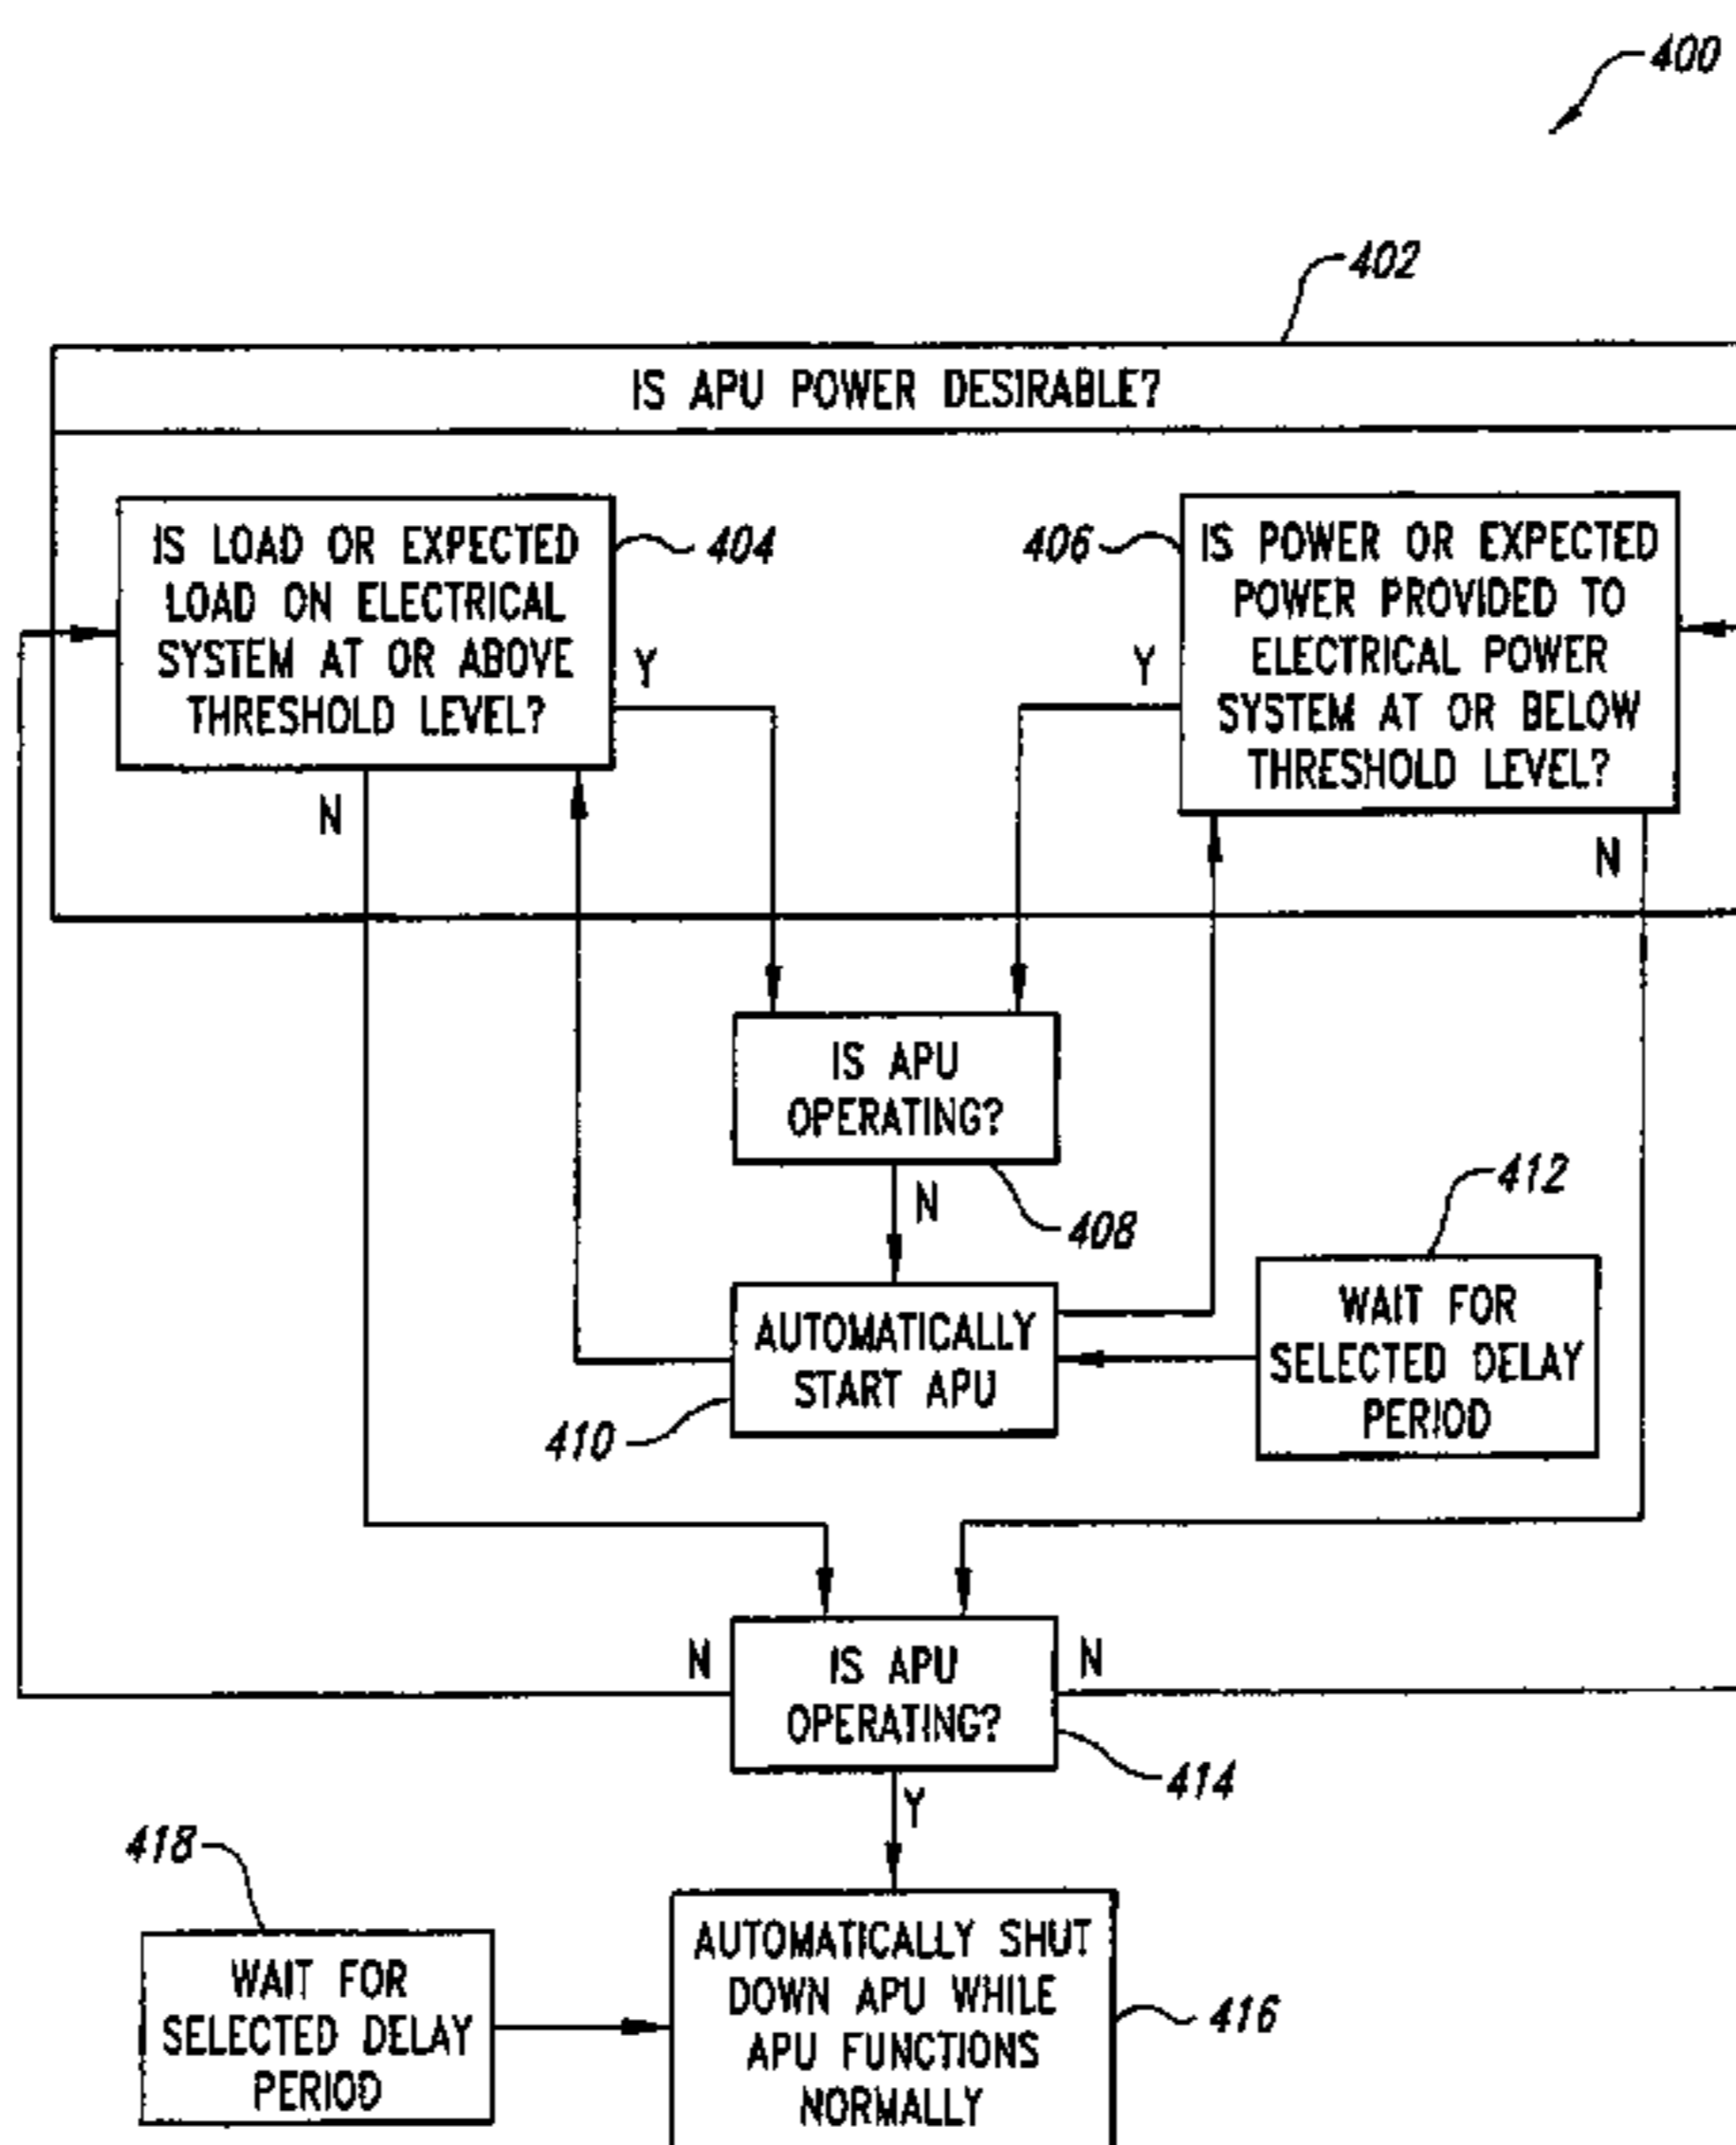 400
402
IS APU POWER DESIRABLE?
IS LOAD OR EXPECTED
LOAD ON ELECTRICAL
SYSTEM AT OR ABOVE
THRESHOLD LEVEL?
404
Y
N
406
IS POWER OR EXPECTED
POWER PROVIDED TO
ELECTRICAL POWER
SYSTEM AT OR BELOW
THRESHOLD LEVEL?
Y
N
IS APU
OPERATING?
408
N
412
AUTOMATICALLY
START APU
410
WAIT FOR
SELECTED DELAY
PERIOD
N
IS APU
OPERATING?
N
414
Y
418
WAIT FOR
SELECTED DELAY
PERIOD
AUTOMATICALLY SHUT
DOWN APU WHILE
APU FUNCTIONS
NORMALLY
416